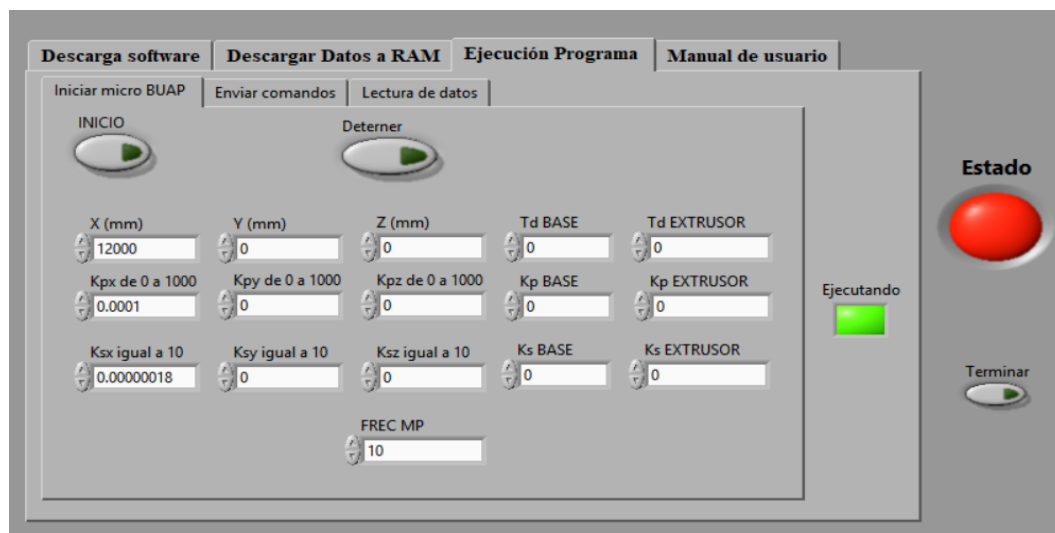 Descarga software
Descargar Datos a RAM
Ejecución Programa
Manual de usuario
Iniciar micro BUAP
Enviar comandos
Lectura de datos
INICIO
Deterner
Estado
X (mm)
Y (mm)
Z (mm)
Td BASE
Td EXTRUSOR
12000
0
0
0
0
Kpx de 0 a 1000
Kpy de 0 a 1000
Kpz de 0 a 1000
Kp BASE
Kp EXTRUSOR
0.0001
0
0
0
0
Ejecutando
Ksx igual a 10
Ksy igual a 10
Ksz igual a 10
Ks BASE
Ks EXTRUSOR
0.00000018
0
0
0
0
Terminar
FREC MP
10